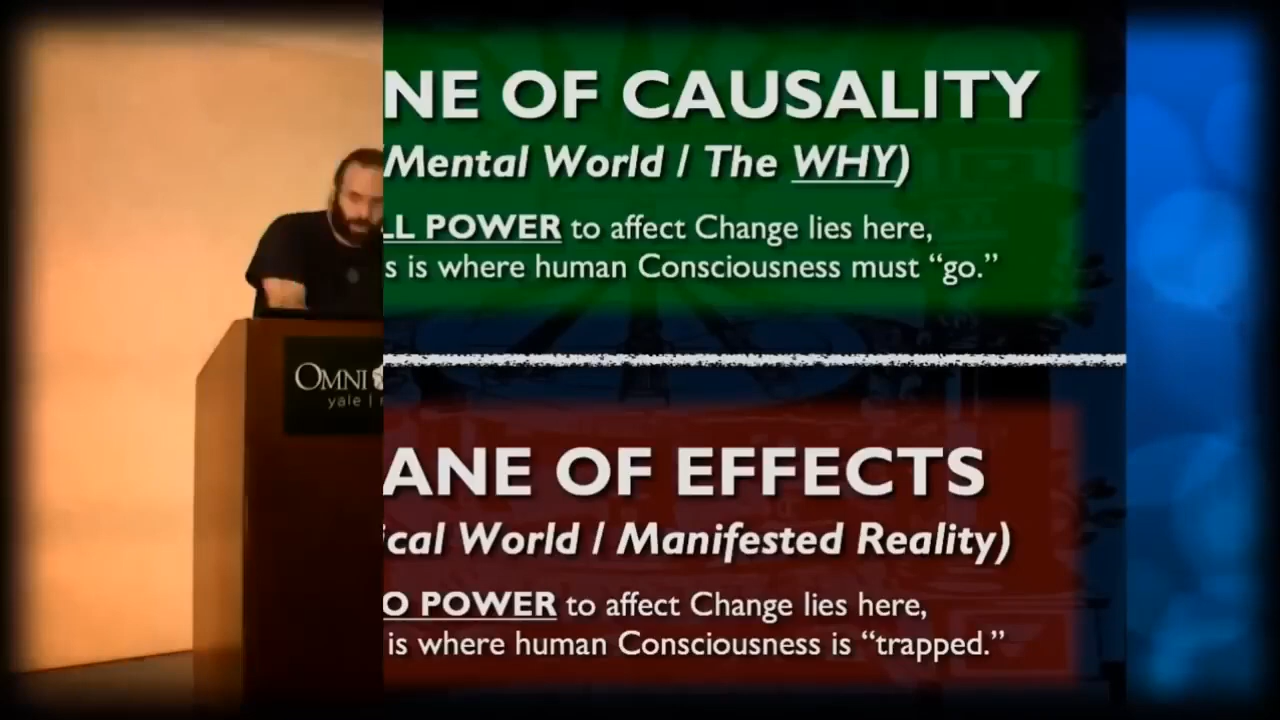 OMNI
yale |
NE OF CAUSALITY
(Mental World / The WHY)
LL POWER to affect Change lies here,
s is where human Consciousness must “go.”
ANE OF EFFECTS
ical World / Manifested Reality)
O POWER to affect Change lies here,
is is where human Consciousness is “trapped.”